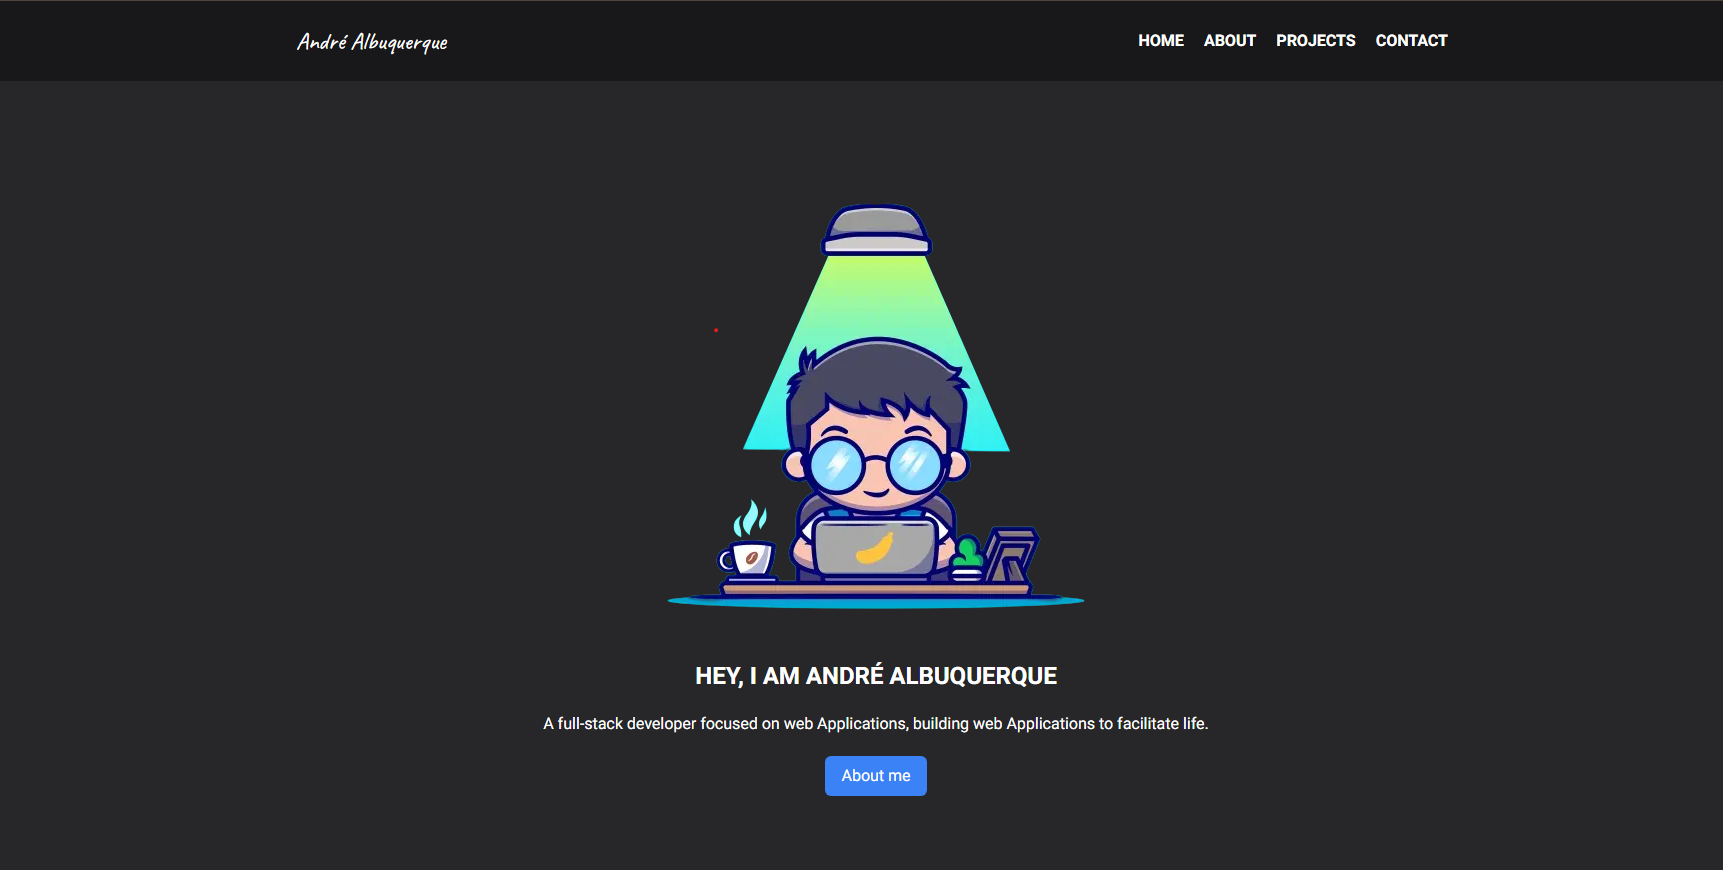 André Albuquerque
HOME ABOUT PROJECTS CONTACT
HEY, I AM ANDRÉ ALBUQUERQUE
A full-stack developer focused on web Applications, building web Applications to facilitate life.
About me